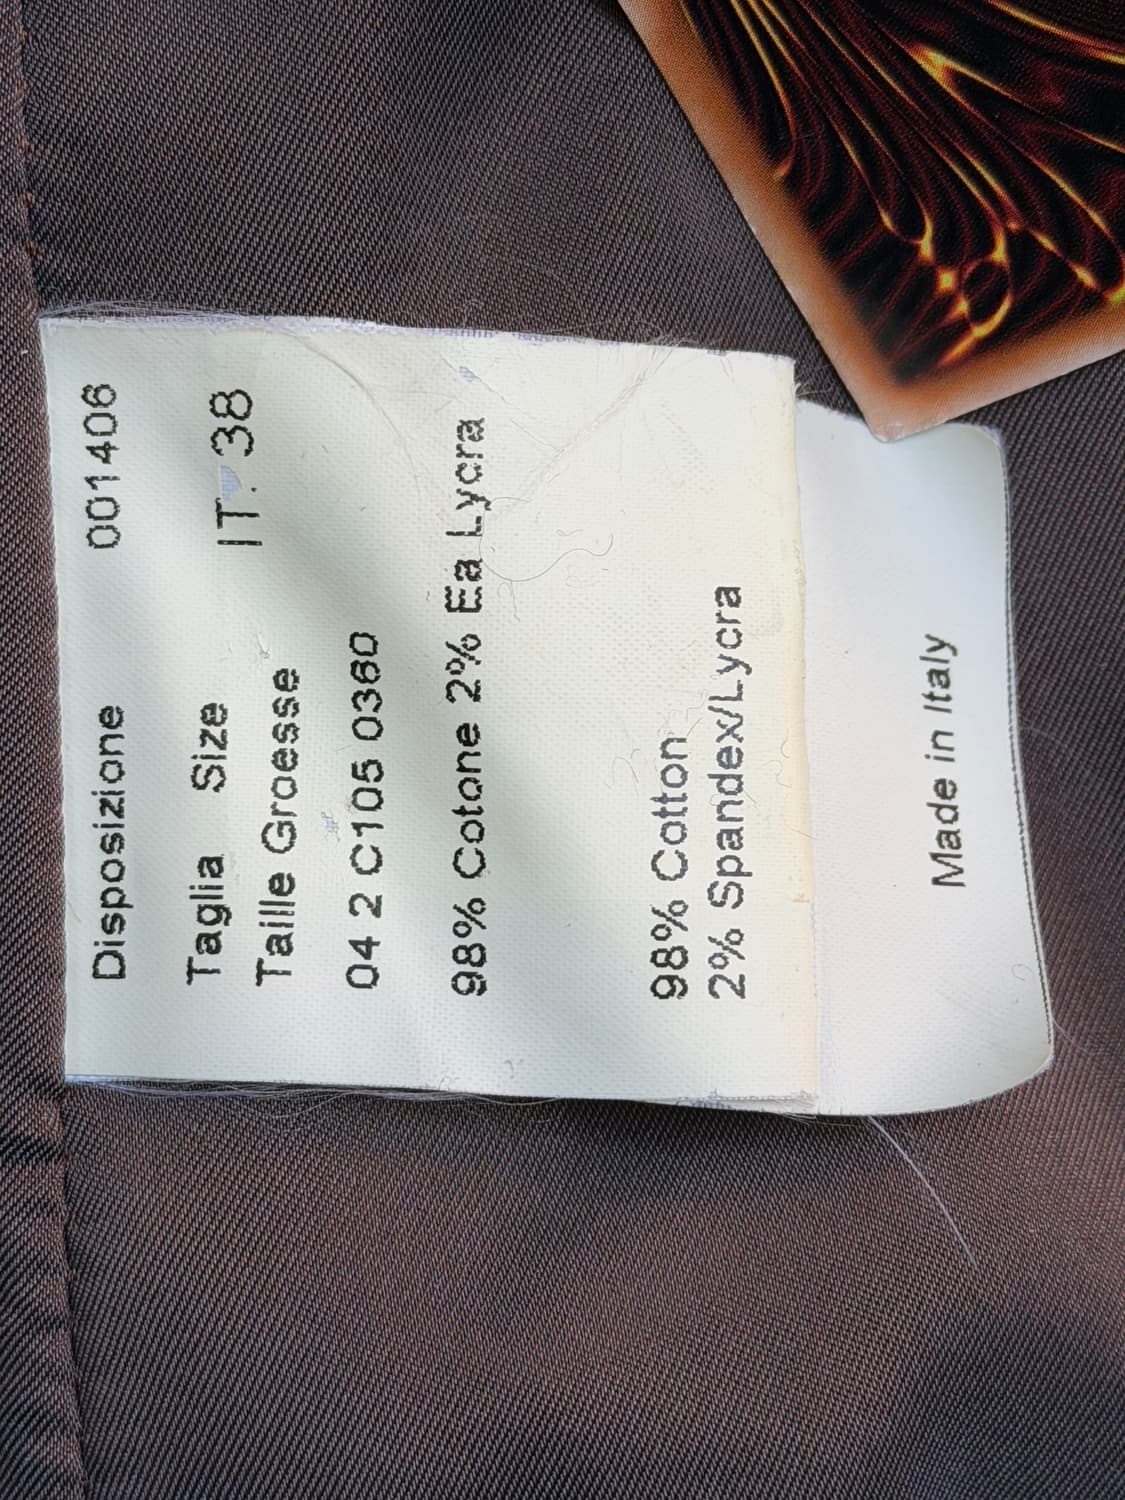 Disposizione 001406
Taglia Size IT. 38
Taille Groesse
04 2 C105 0360
98% Cotone 2% Ea Lycra
98% Cotton
2% Spandex/Lycra
Made in Italy